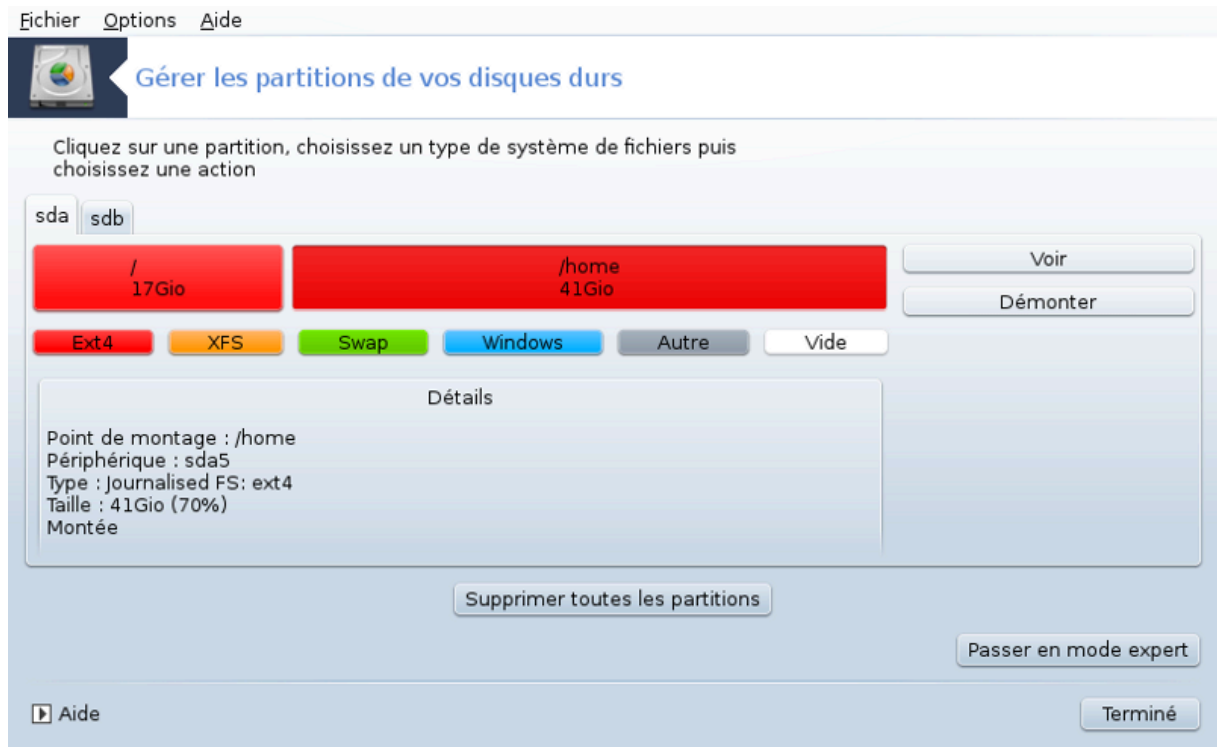 Fichier Options Aide
Gérer les partitions de vos disques durs
Cliquez sur une partition, choisissez un type de système de fichiers puis
choisissez une action
sda sdb
/
17Gio
/home
41Gio
Voir
Démonter
Ext4 XFS Swap Windows Autre Vide
Détails
Point de montage : /home
Périphérique : sda5
Type : Journalised FS: ext4
Taille : 41Gio (70%)
Montée
Supprimer toutes les partitions
Passer en mode expert
Aide
Terminé